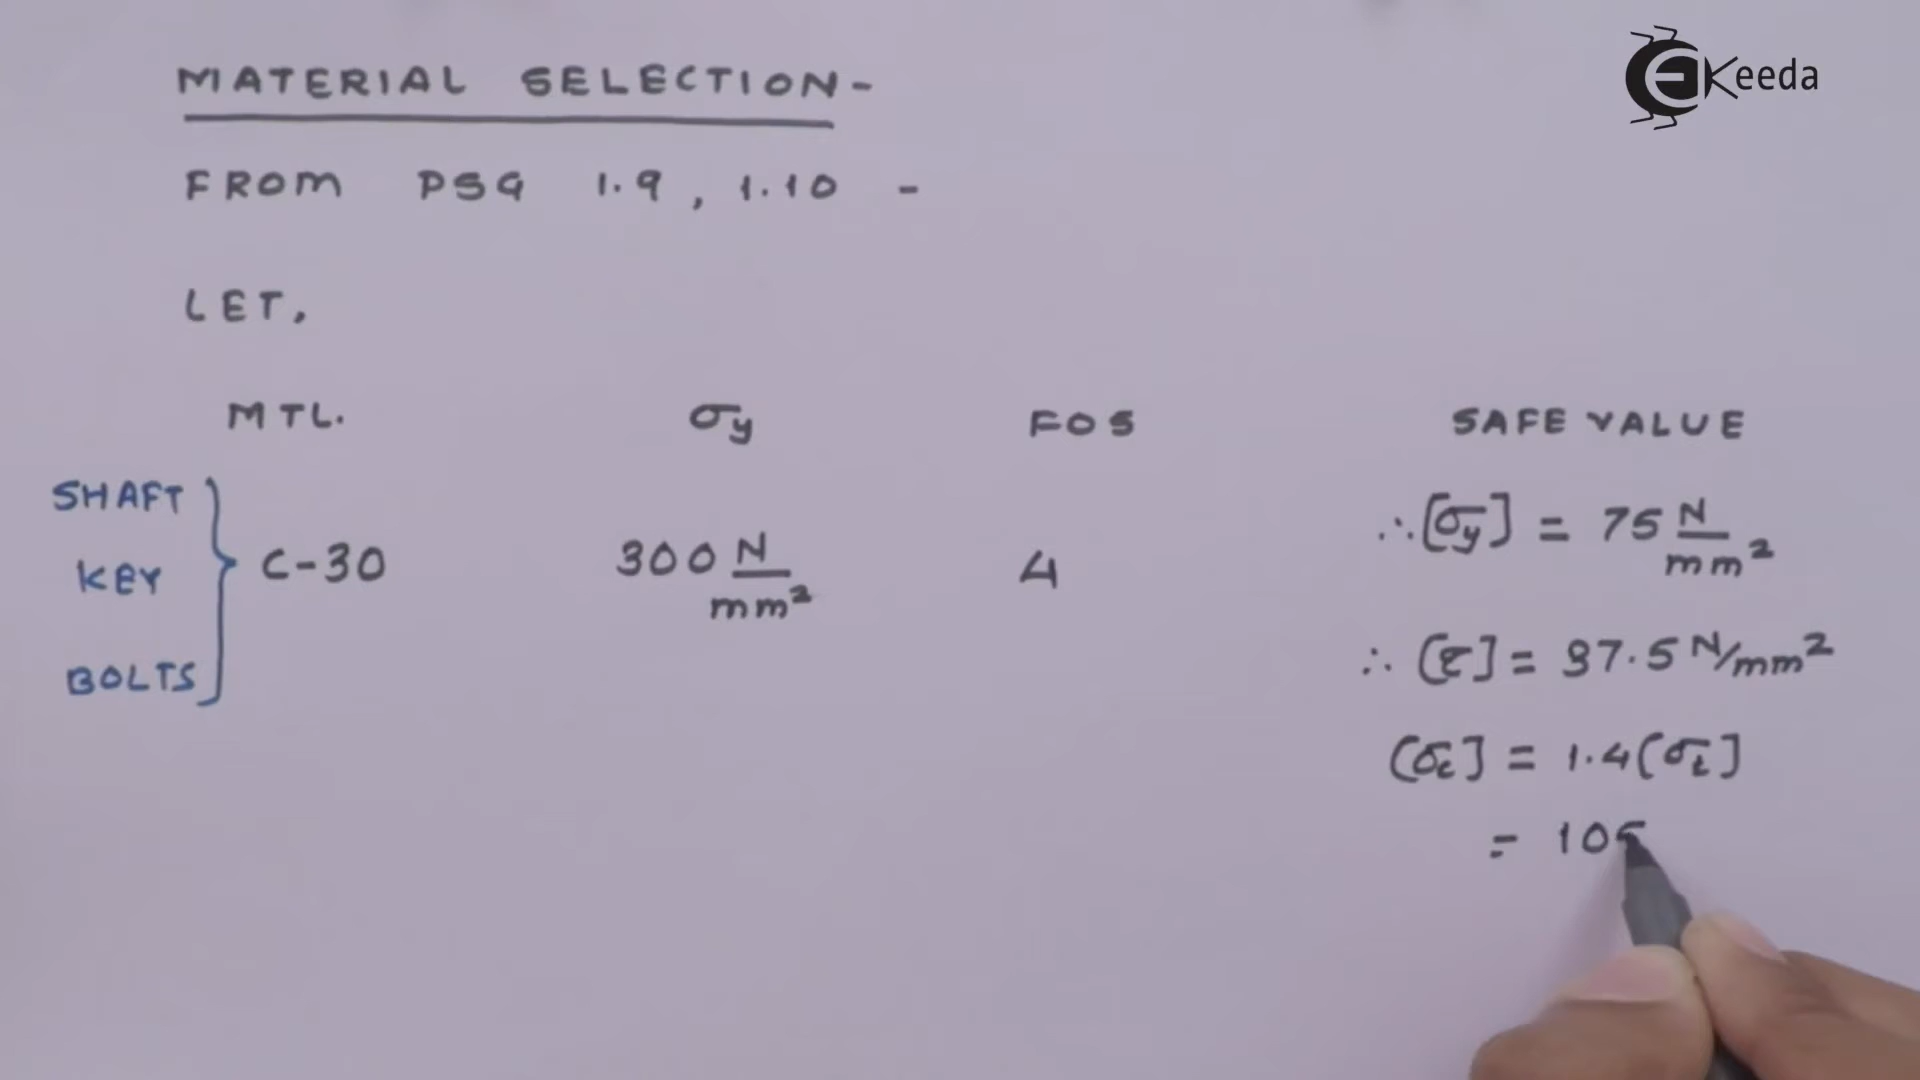 MATERIAL SELECTION-
EKeeda
FROM PSG 1.9, 1.10 -
LET,
MTL. σy FOS SAFE VALUE
SHAFT
KEY
BOLTS
C-30 300 N/mm² 4
∴[σy] = 75 N/mm²
∴ [τ] = 37.5 N/mm²
[σc] = 1.4[σt]
= 105